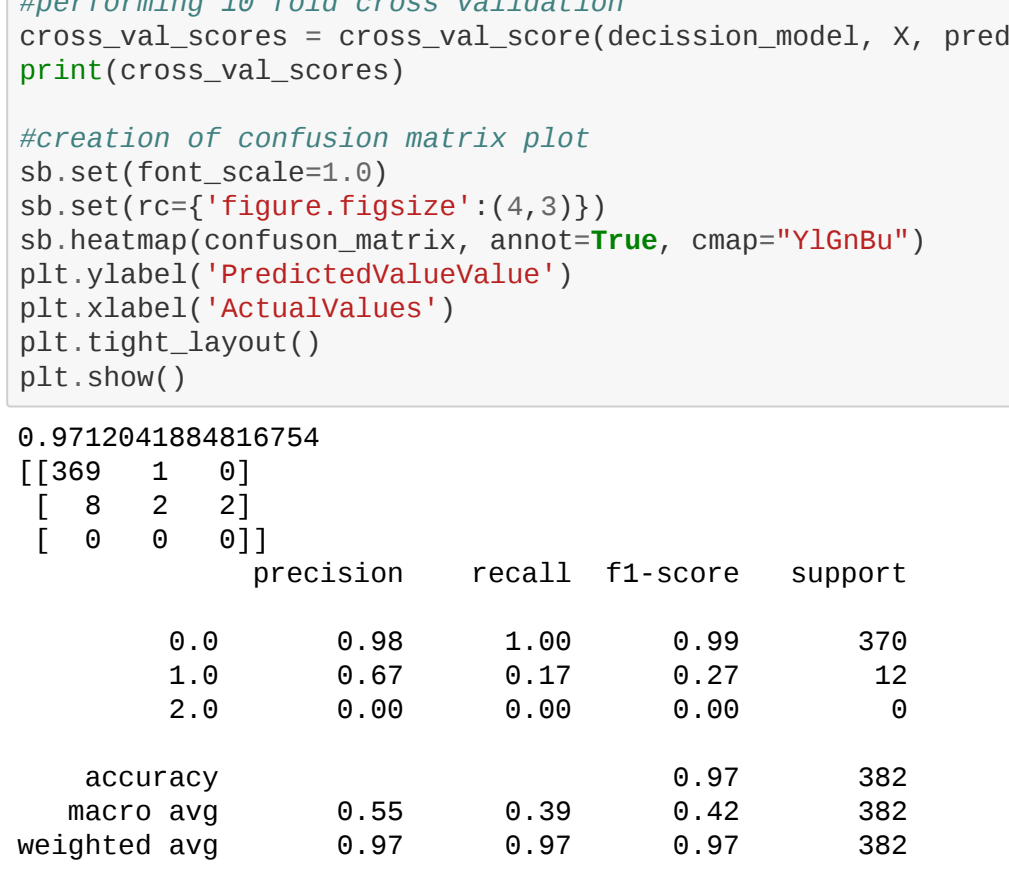 #performing 10 fold cross validation
cross_val_scores = cross_val_score(decission_model, X, pred
print(cross_val_scores)
#creation of confusion matrix plot
sb.set(font_scale=1.0)
sb.set(rc={'figure.figsize':(4,3)})
sb.heatmap(confuson_matrix, annot=True, cmap="YlGnBu")
plt.ylabel('PredictedValueValue')
plt.xlabel('ActualValues')
plt.tight_layout()
plt.show()
0.9712041884816754
[[369 1 0]
[ 8 2 2]
[ 0 0 0]]
precision recall f1-score support
0.0 0.98 1.00 0.99 370
1.0 0.67 0.17 0.27 12
2.0 0.00 0.00 0.00 0
accuracy 0.97 382
macro avg 0.55 0.39 0.42 382
weighted avg 0.97 0.97 0.97 382